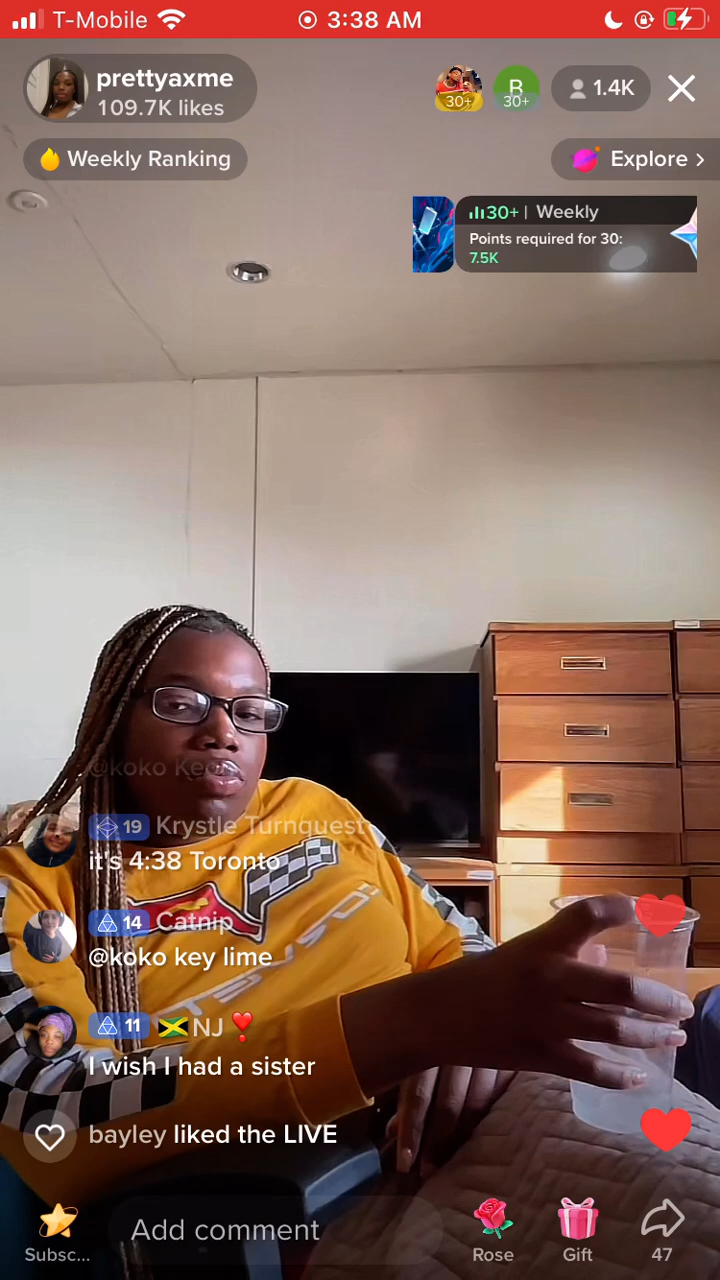 T-Mobile
3:38 AM
prettyaxme
109.7K likes
30+
B
30+
1.4K
Weekly Ranking
Explore
30+ | Weekly
Points required for 30:
7.5K
19 Krystle Turnquest
it's 4:38 Toronto
14 Catnip
@koko key lime
11 NJ
I wish I had a sister
bayley liked the LIVE
Subsc...
Add comment
Rose
Gift
47